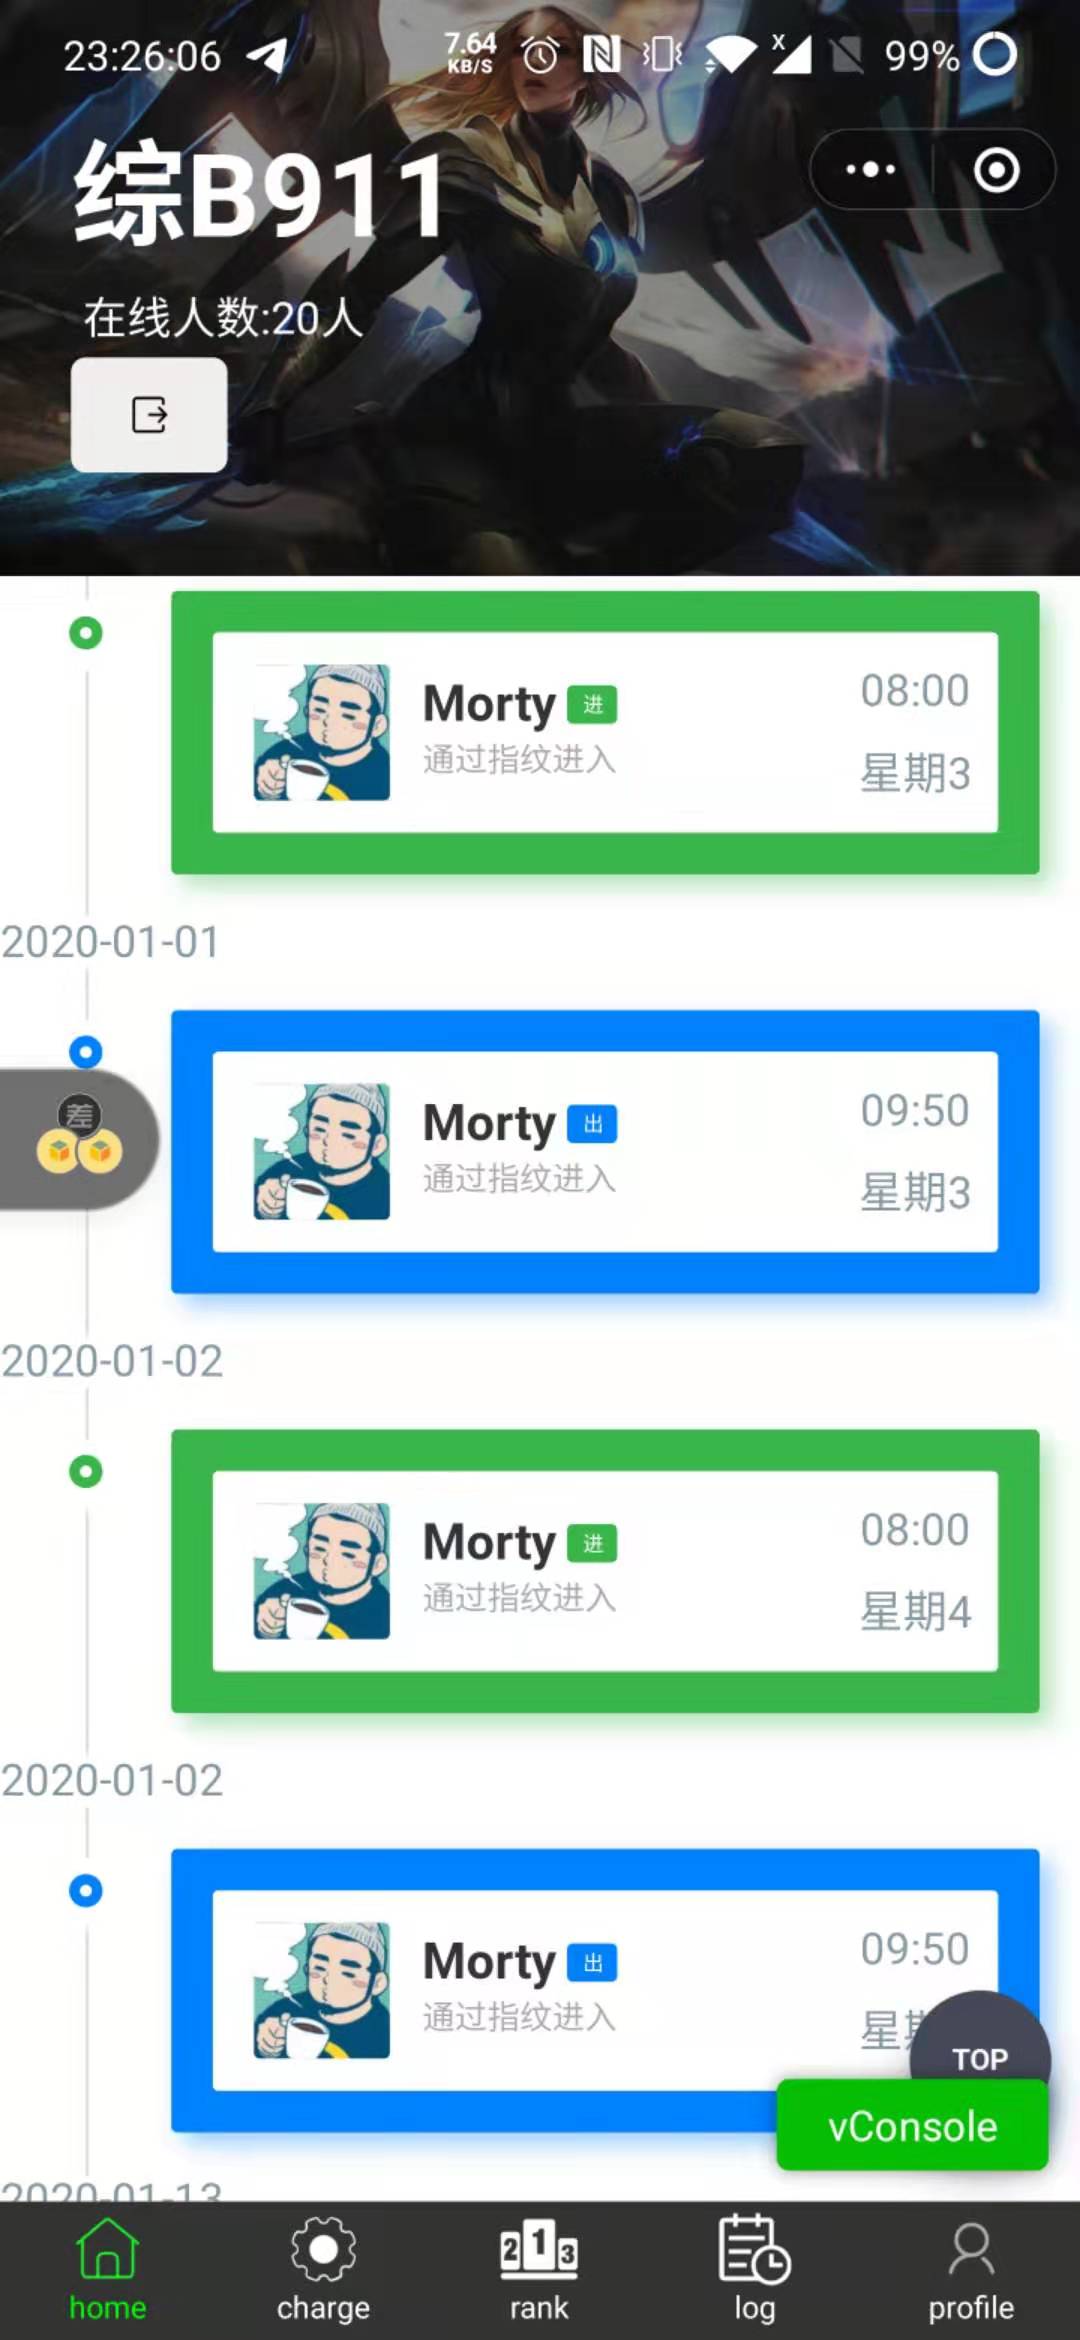 23:26:06
7.64
KB/S
X
99%
综B911
在线人数:20人
Morty 进
08:00
通过指纹进入
星期3
2020-01-01
差
Morty 出
09:50
通过指纹进入
星期3
2020-01-02
Morty 进
08:00
通过指纹进入
星期4
2020-01-02
Morty 出
09:50
通过指纹进入
星
TOP
vConsole
2020-01-13
2 1 3
home
charge
rank
log
profile